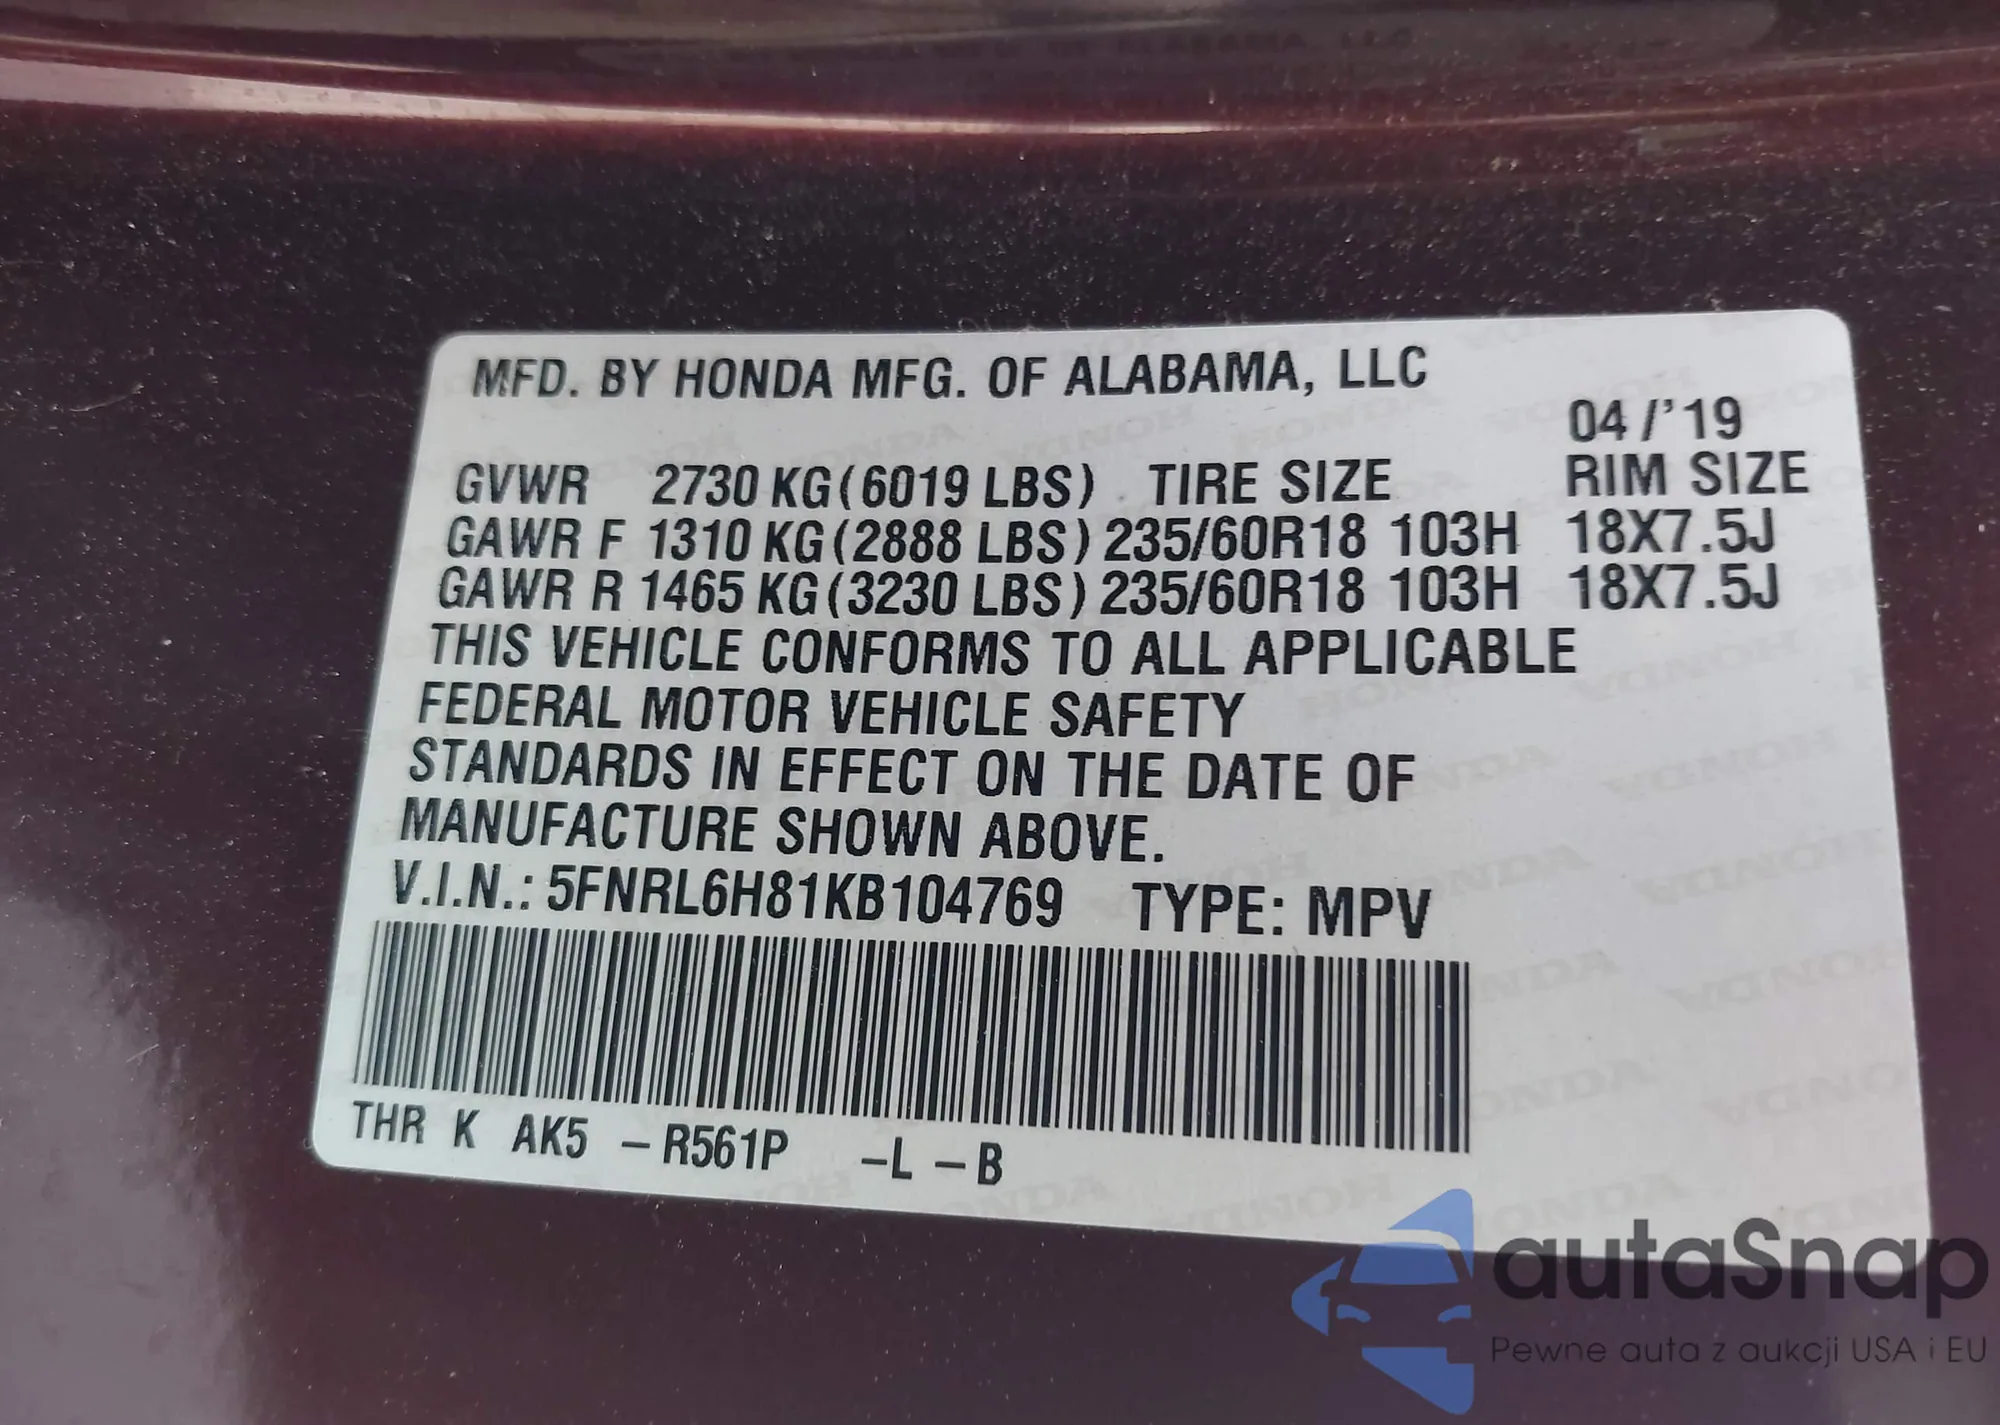 MFD. BY HONDA MFG. OF ALABAMA, LLC
04/'19
GVWR 2730 KG(6019 LBS) TIRE SIZE RIM SIZE
GAWR F 1310 KG(2888 LBS) 235/60R18 103H 18X7.5J
GAWR R 1465 KG(3230 LBS) 235/60R18 103H 18X7.5J
THIS VEHICLE CONFORMS TO ALL APPLICABLE
FEDERAL MOTOR VEHICLE SAFETY
STANDARDS IN EFFECT ON THE DATE OF
MANUFACTURE SHOWN ABOVE.
V.I.N.: 5FNRL6H81KB104769 TYPE: MPV
THR K AK5 -R561P -L -B
autaSnap
Pewne auta z aukcji USA i EU